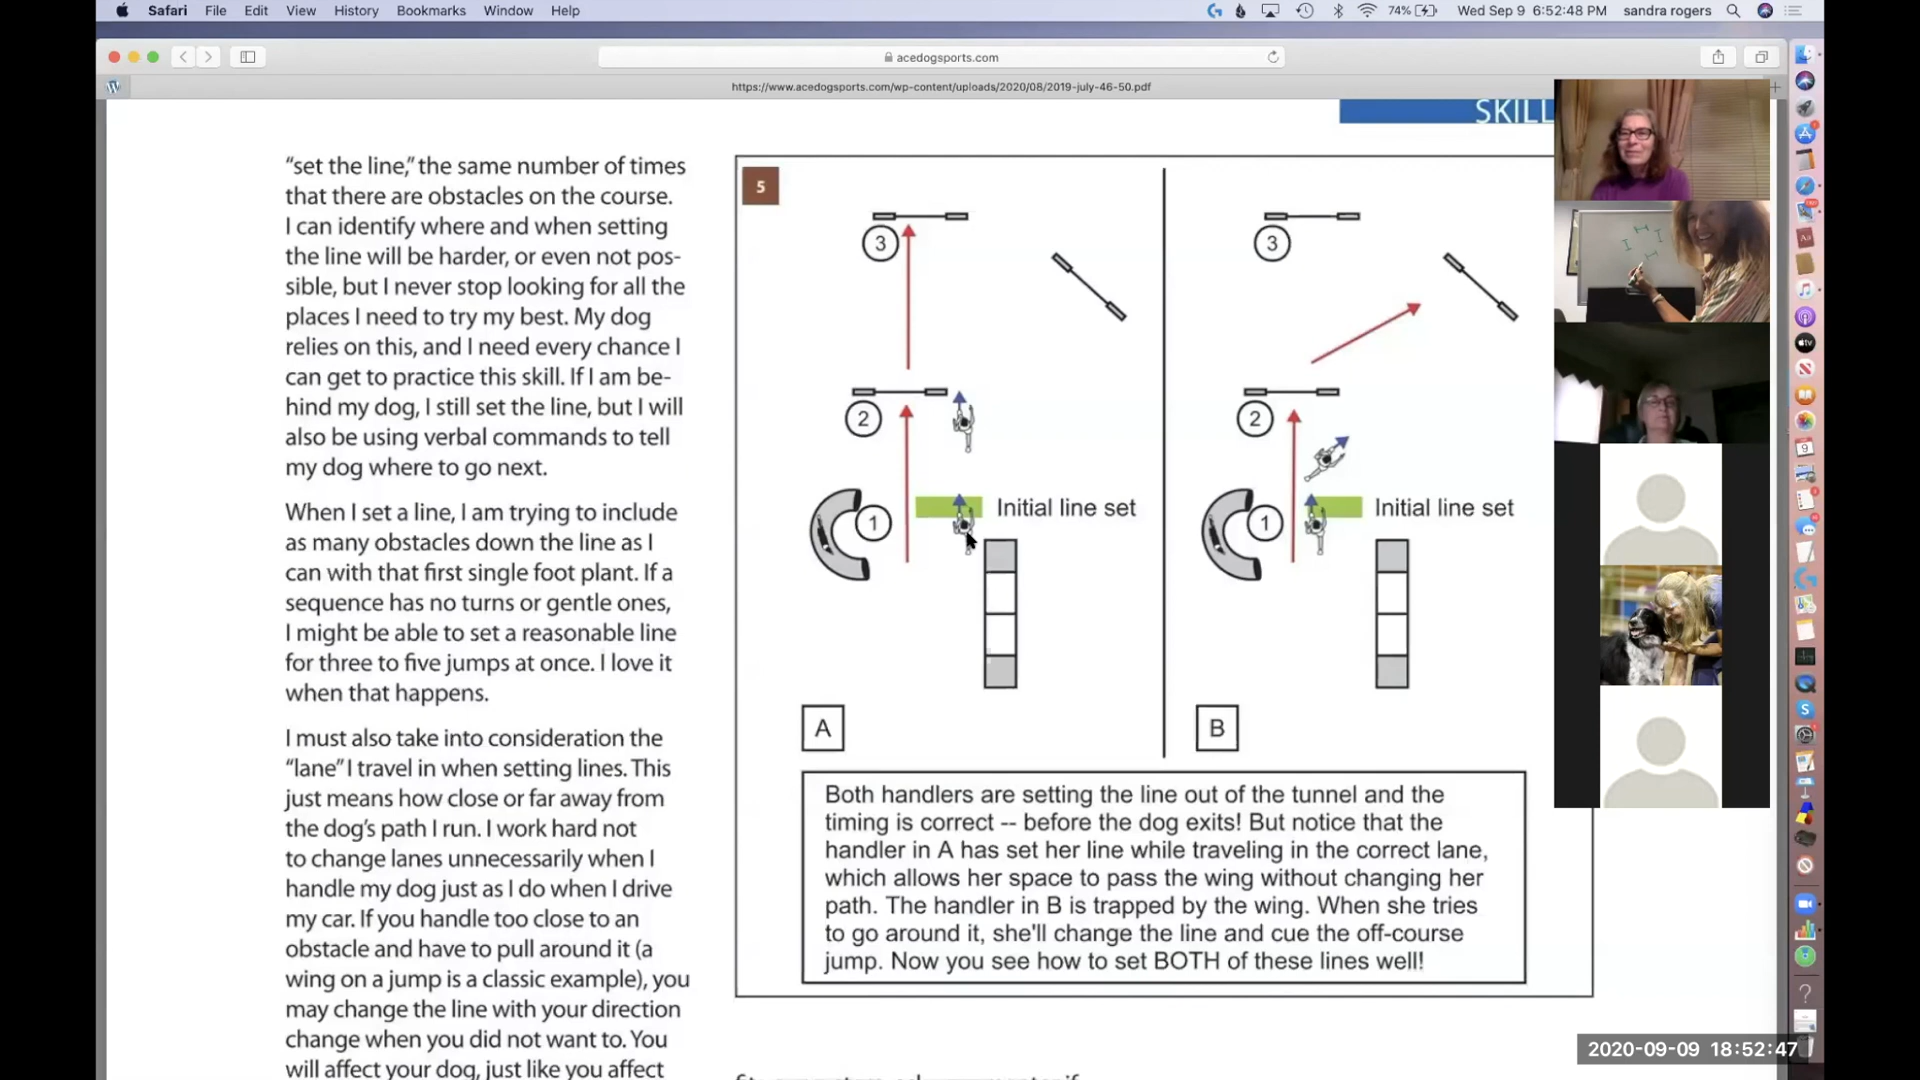 Safari File Edit View History Bookmarks Window Help 74% Wed Sep 9 6:52:48 PM sandra rogers
acedogsports.com
https://www.acedogsports.com/wp-content/uploads/2020/08/2019-july-46-50.pdf
SKILL
“set the line,” the same number of times
that there are obstacles on the course.
I can identify where and when setting
the line will be harder, or even not pos-
sible, but I never stop looking for all the
places I need to try my best. My dog
relies on this, and I need every chance I
can get to practice this skill. If I am be-
hind my dog, I still set the line, but I will
also be using verbal commands to tell
my dog where to go next.
When I set a line, I am trying to include
as many obstacles down the line as I
can with that first single foot plant. If a
sequence has no turns or gentle ones,
I might be able to set a reasonable line
for three to five jumps at once. I love it
when that happens.
I must also take into consideration the
“lane” I travel in when setting lines. This
just means how close or far away from
the dog’s path I run. I work hard not
to change lanes unnecessarily when I
handle my dog just as I do when I drive
my car. If you handle too close to an
obstacle and have to pull around it (a
wing on a jump is a classic example), you
may change the line with your direction
change when you did not want to. You
will affect your dog, just like you affect
5
3
2
1
Initial line set
A
3
2
1
Initial line set
B
Both handlers are setting the line out of the tunnel and the
timing is correct -- before the dog exits! But notice that the
handler in A has set her line while traveling in the correct lane,
which allows her space to pass the wing without changing her
path. The handler in B is trapped by the wing. When she tries
to go around it, she'll change the line and cue the off-course
jump. Now you see how to set BOTH of these lines well!
2020-09-09 18:52:47